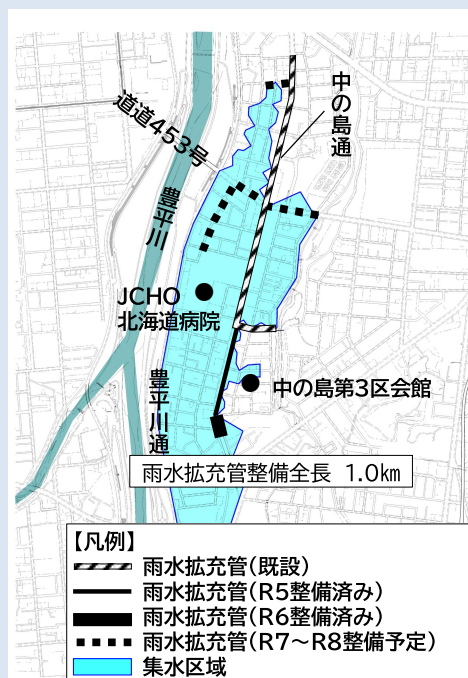 中の島通
道道453号
豊平川
JCHO
北海道病院
中の島第3区会館
豊平川通
雨水拡充管整備全長 1.0㎞
【凡例】
雨水拡充管(既設)
雨水拡充管(R5整備済み)
雨水拡充管(R6整備済み)
雨水拡充管(R7～R8整備予定)
集水区域